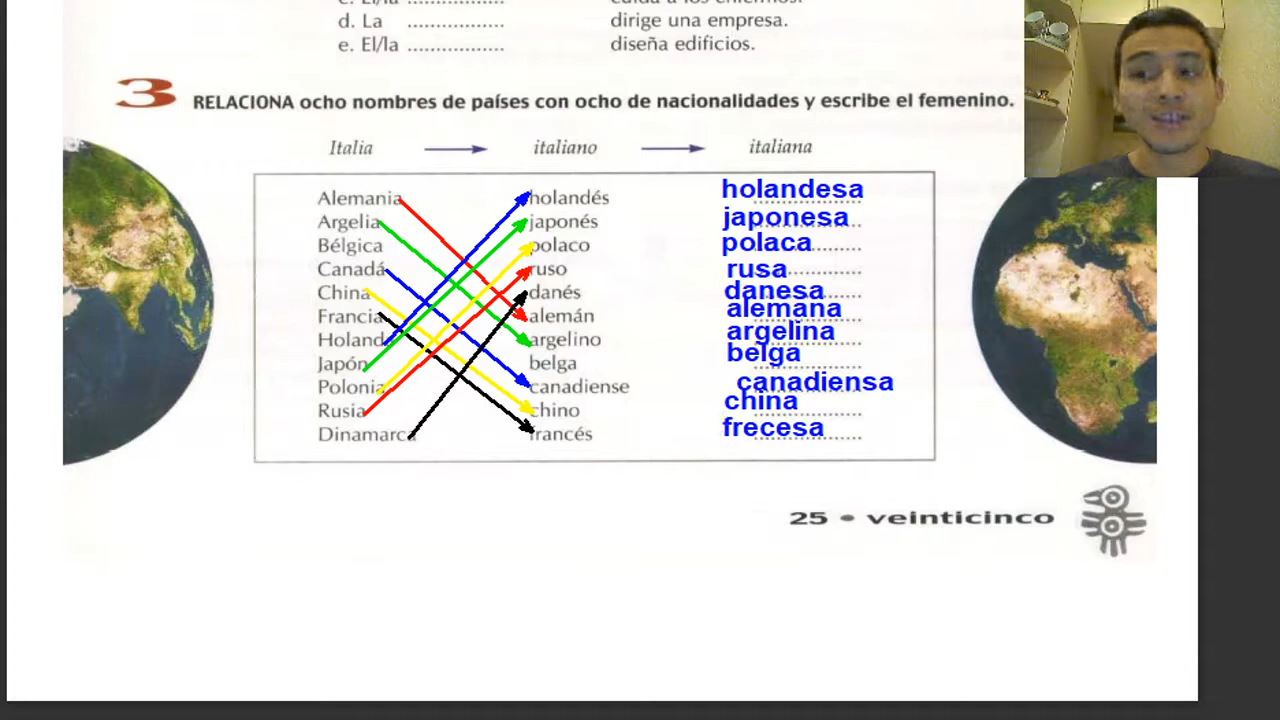 d. La .................. dirige una empresa.
e. El/la .................. diseña edificios.
3 RELACIONA ocho nombres de países con ocho de nacionalidades y escribe el femenino.
Italia italiano italiana
Alemania holandés holandesa
Argelia japonés japonesa
Bélgica polaco polaca
Canadá ruso rusa
China danés danesa
Francia alemán alemana
Holanda argelino argelina
Japón belga belga
Polonia canadiense canadiensa
Rusia chino china
Dinamarca francés frecesa
25 • veinticinco